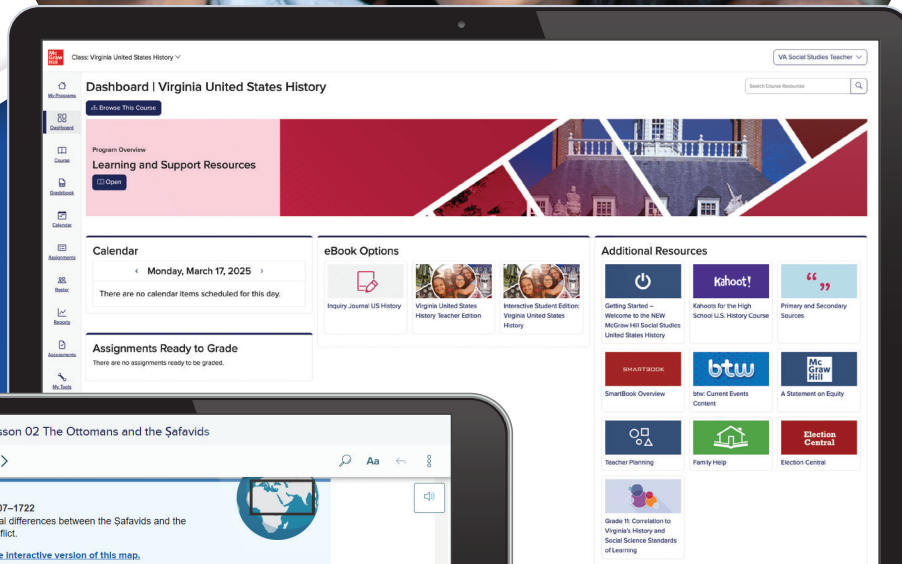 Mc
Graw
Hill
Class: Virginia United States History
VA Social Studies Teacher
My Programs
Dashboard | Virginia United States History
Search Course Resources
Browse This Course
Dashboard
Course
Gradebook
Calendar
Assignments
Roster
Reports
Assessments
My Tools
Program Overview
Learning and Support Resources
Open
Calendar
Monday, March 17, 2025
There are no calendar items scheduled for this day.
Assignments Ready to Grade
There are no assignments ready to be graded.
eBook Options
Inquiry Journal US History
Virginia United States
History Teacher Edition
Interactive Student Edition:
Virginia United States
History
Additional Resources
Getting Started –
Welcome to the NEW
McGraw Hill Social Studies
United States History
Kahoot!
Kahoots for the High
School U.S. History Course
Primary and Secondary
Sources
SMARTBOOK
SmartBook Overview
btw
btw: Current Events
Content
Mc
Graw
Hill
A Statement on Equity
Teacher Planning
Family Help
Election
Central
Election Central
Grade 11: Correlation to
Virginia's History and
Social Science Standards
of Learning
sson 02 The Ottomans and the Ṣafavids
Aa
07–1722
al differences between the Ṣafavids and the
flict.
e interactive version of this map.